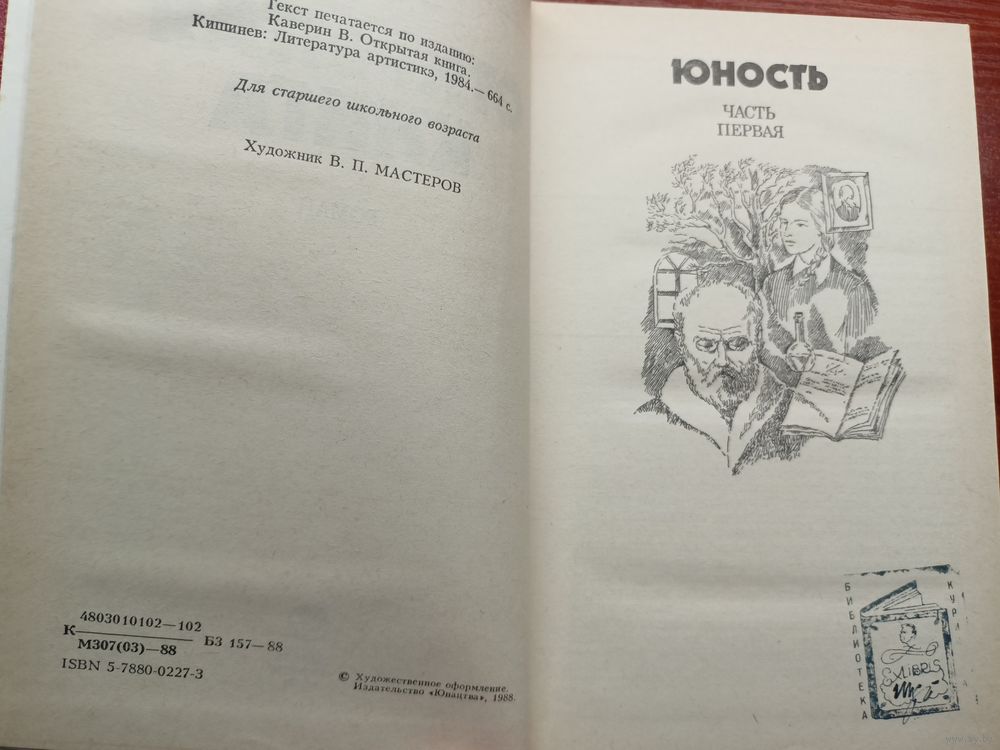 Текст печатается по изданию:
Каверин В. Открытая книга.
Кишинев: Литература артистикэ, 1984.— 664 с.
Для старшего школьного возраста
Художник В. П. МАСТЕРОВ
4803010102—102
К
М307(03)—88
БЗ 157—88
ISBN 5-7880-0227-3
© Художественное оформление.
Издательство «Юнацтва», 1988.
ЮНОСТЬ
ЧАСТЬ
ПЕРВАЯ
БИБЛИОТЕКА
LIBRIS